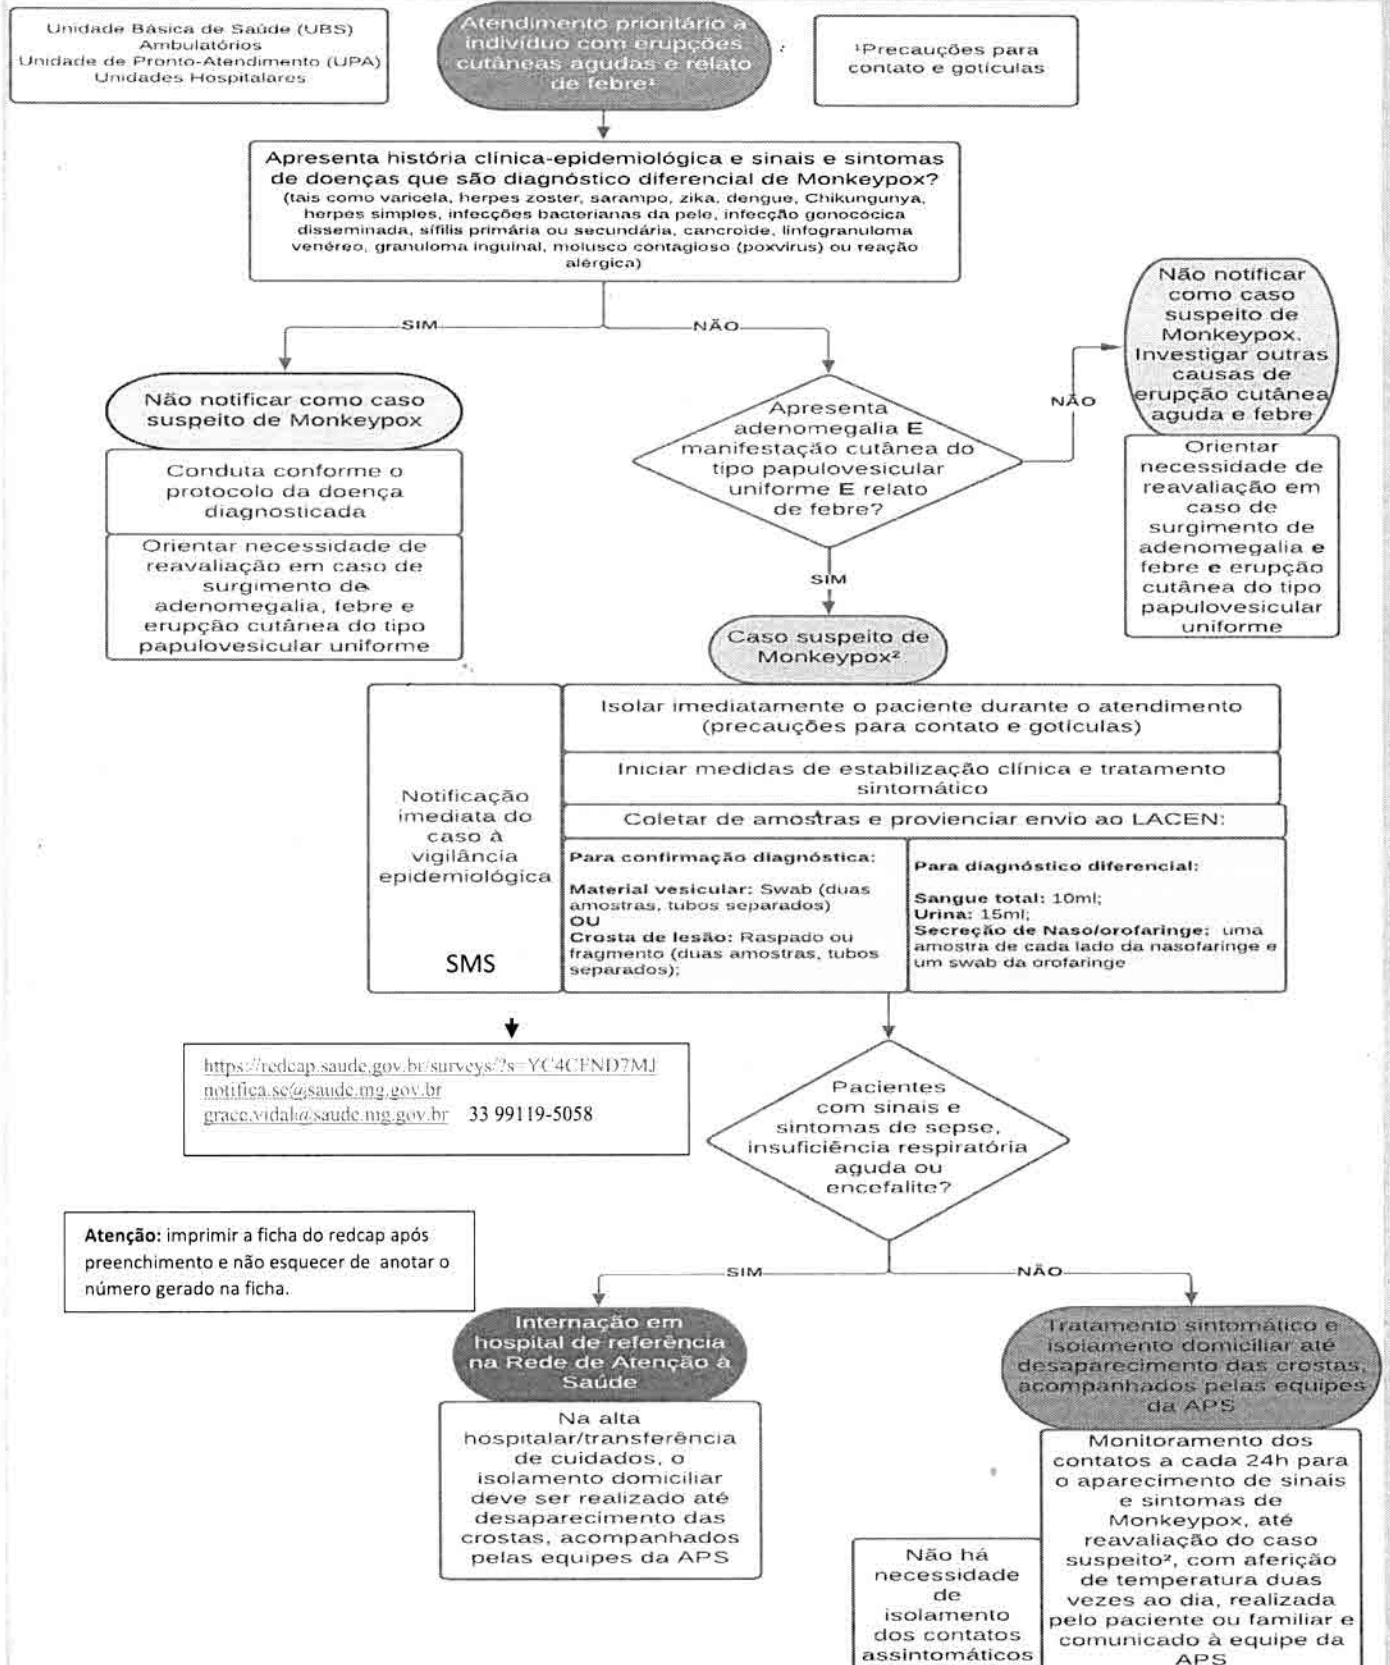 Unidade Básica de Saúde (UBS)
Ambulatórios
Unidade de Pronto-Atendimento (UPA)
Unidades Hospitalares
Atendimento prioritário a
indivíduo com erupções
cutâneas agudas e relato
de febre¹
¹Precauções para
contato e gotículas
Apresenta história clínica-epidemiológica e sinais e sintomas
de doenças que são diagnóstico diferencial de Monkeypox?
(tais como varicela, herpes zoster, sarampo, zika, dengue, Chikungunya,
herpes simples, infecções bacterianas da pele, infecção gonocócica
disseminada, sífilis primária ou secundária, cancroide, linfogranuloma
venéreo, granuloma inguinal, molusco contagioso (poxvirus) ou reação
alérgica)
SIM
NÃO
Não notificar como caso
suspeito de Monkeypox
Conduta conforme o
protocolo da doença
diagnosticada
Orientar necessidade de
reavaliação em caso de
surgimento de
adenomegalia, febre e
erupção cutânea do tipo
papulovesicular uniforme
Apresenta
adenomegalia E
manifestação cutânea do
tipo papulovesicular
uniforme E relato
de febre?
NÃO
Não notificar
como caso
suspeito de
Monkeypox.
Investigar outras
causas de
erupção cutânea
aguda e febre
Orientar
necessidade de
reavaliação em
caso de
surgimento de
adenomegalia e
febre e erupção
cutânea do tipo
papulovesicular
uniforme
SIM
Caso suspeito de
Monkeypox²
Notificação
imediata do
caso à
vigilância
epidemiológica
SMS
Isolar imediatamente o paciente durante o atendimento
(precauções para contato e gotículas)
Iniciar medidas de estabilização clínica e tratamento
sintomático
Coletar de amostras e provienciar envio ao LACEN:
Para confirmação diagnóstica:
Material vesicular: Swab (duas
amostras, tubos separados)
OU
Crosta de lesão: Raspado ou
fragmento (duas amostras, tubos
separados);
Para diagnóstico diferencial:
Sangue total: 10ml;
Urina: 15ml;
Secreção de Naso/orofaringe: uma
amostra de cada lado da nasofaringe e
um swab da orofaringe
https://redcap.saude.gov.br/surveys/?s=YC4CFND7MJ
notifica.se@saude.mg.gov.br
grace.vidal@saude.mg.gov.br 33 99119-5058
Pacientes
com sinais e
sintomas de sepse,
insuficiência respiratória
aguda ou
encefalite?
Atenção: imprimir a ficha do redcap após
preenchimento e não esquecer de anotar o
número gerado na ficha.
SIM
NÃO
Internação em
hospital de referência
na Rede de Atenção à
Saúde
Na alta
hospitalar/transferência
de cuidados, o
isolamento domiciliar
deve ser realizado até
desaparecimento das
crostas, acompanhados
pelas equipes da APS
Tratamento sintomático e
isolamento domiciliar até
desaparecimento das crostas,
acompanhados pelas equipes
da APS
Monitoramento dos
contatos a cada 24h para
o aparecimento de sinais
e sintomas de
Monkeypox, até
reavaliação do caso
suspeito², com aferição
de temperatura duas
vezes ao dia, realizada
pelo paciente ou familiar e
comunicado à equipe da
APS
Não há
necessidade
de
isolamento
dos contatos
assintomáticos